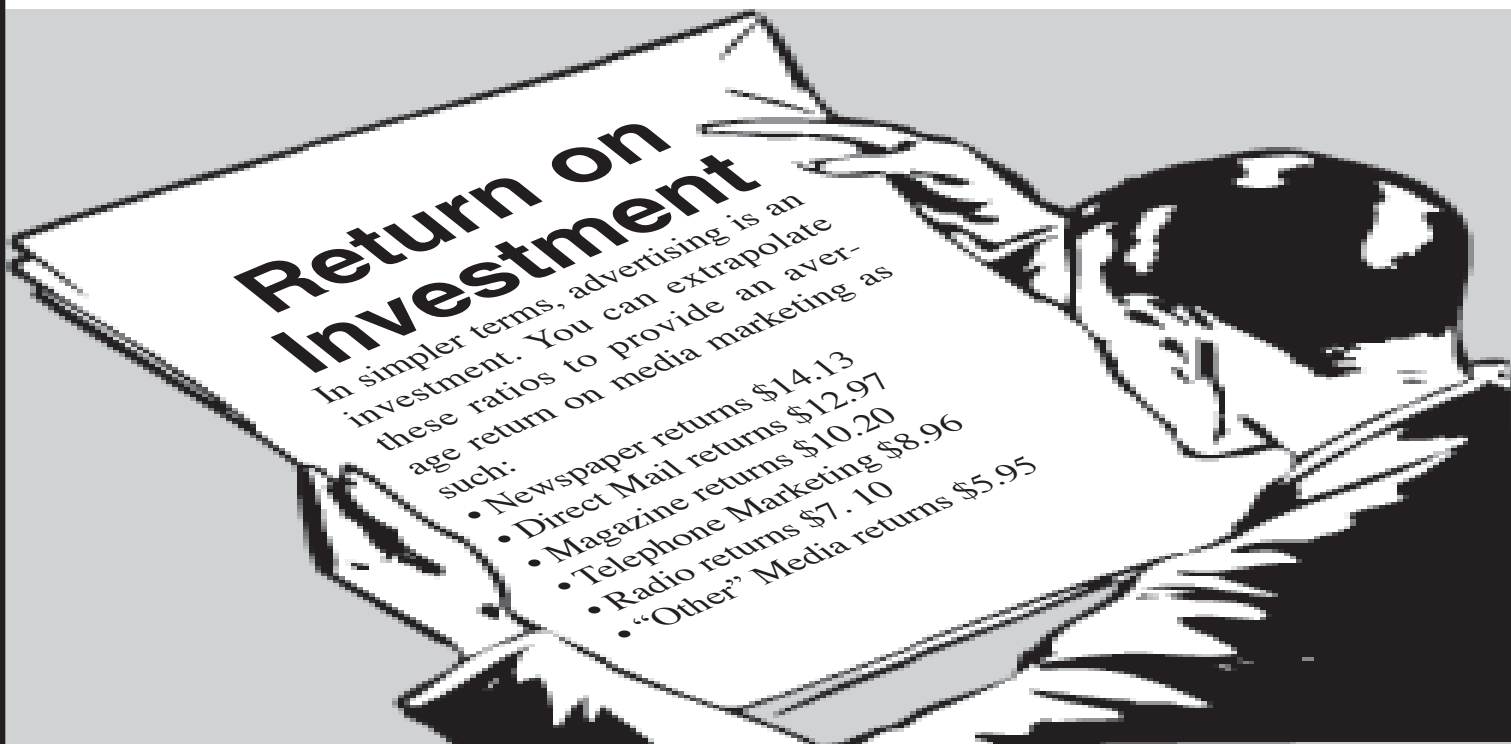 Return on
Investment
In simpler terms, advertising is an
investment. You can extrapolate
these ratios to provide an aver-
age return on media marketing as
such:
• Newspaper returns $14.13
• Direct Mail returns $12.97
• Magazine returns $10.20
• Telephone Marketing $8.96
• Radio returns $7. 10
• “Other” Media returns $5.95